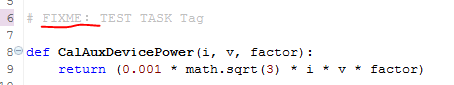 6 # FIXME: TEST TASK Tag
7
8 def CalAuxDevicePower(i, v, factor):
9     return (0.001 * math.sqrt(3) * i * v * factor)